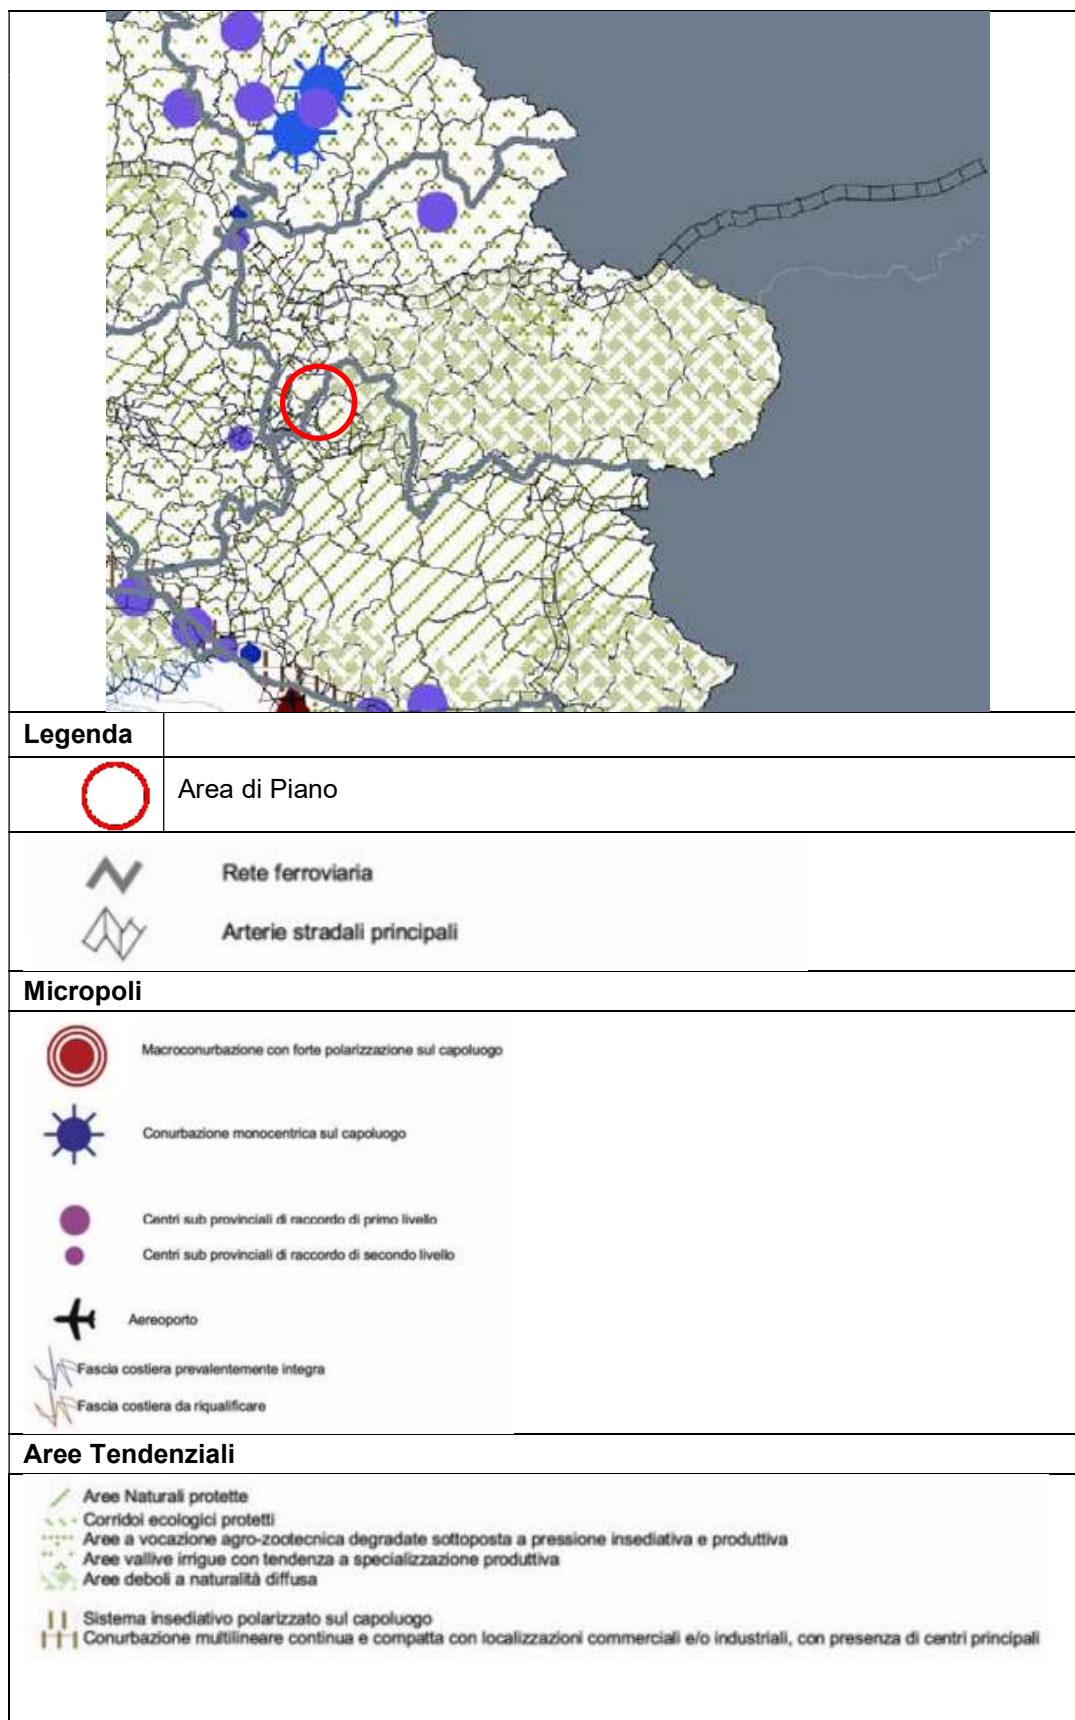 Legenda
Area di Piano
Rete ferroviaria
Arterie stradali principali
Micropoli
Macroconurbazione con forte polarizzazione sul capoluogo
Conurbazione monocentrica sul capoluogo
Centri sub provinciali di raccordo di primo livello
Centri sub provinciali di raccordo di secondo livello
Aereoporto
Fascia costiera prevalentemente integra
Fascia costiera da riqualificare
Aree Tendenziali
Aree Naturali protette
Corridoi ecologici protetti
Aree a vocazione agro-zootecnica degradate sottoposta a pressione insediativa e produttiva
Aree vallive irrigue con tendenza a specializzazione produttiva
Aree deboli a naturalità diffusa
Sistema insediativo polarizzato sul capoluogo
Conurbazione multilineare continua e compatta con localizzazioni commerciali e/o industriali, con presenza di centri principali